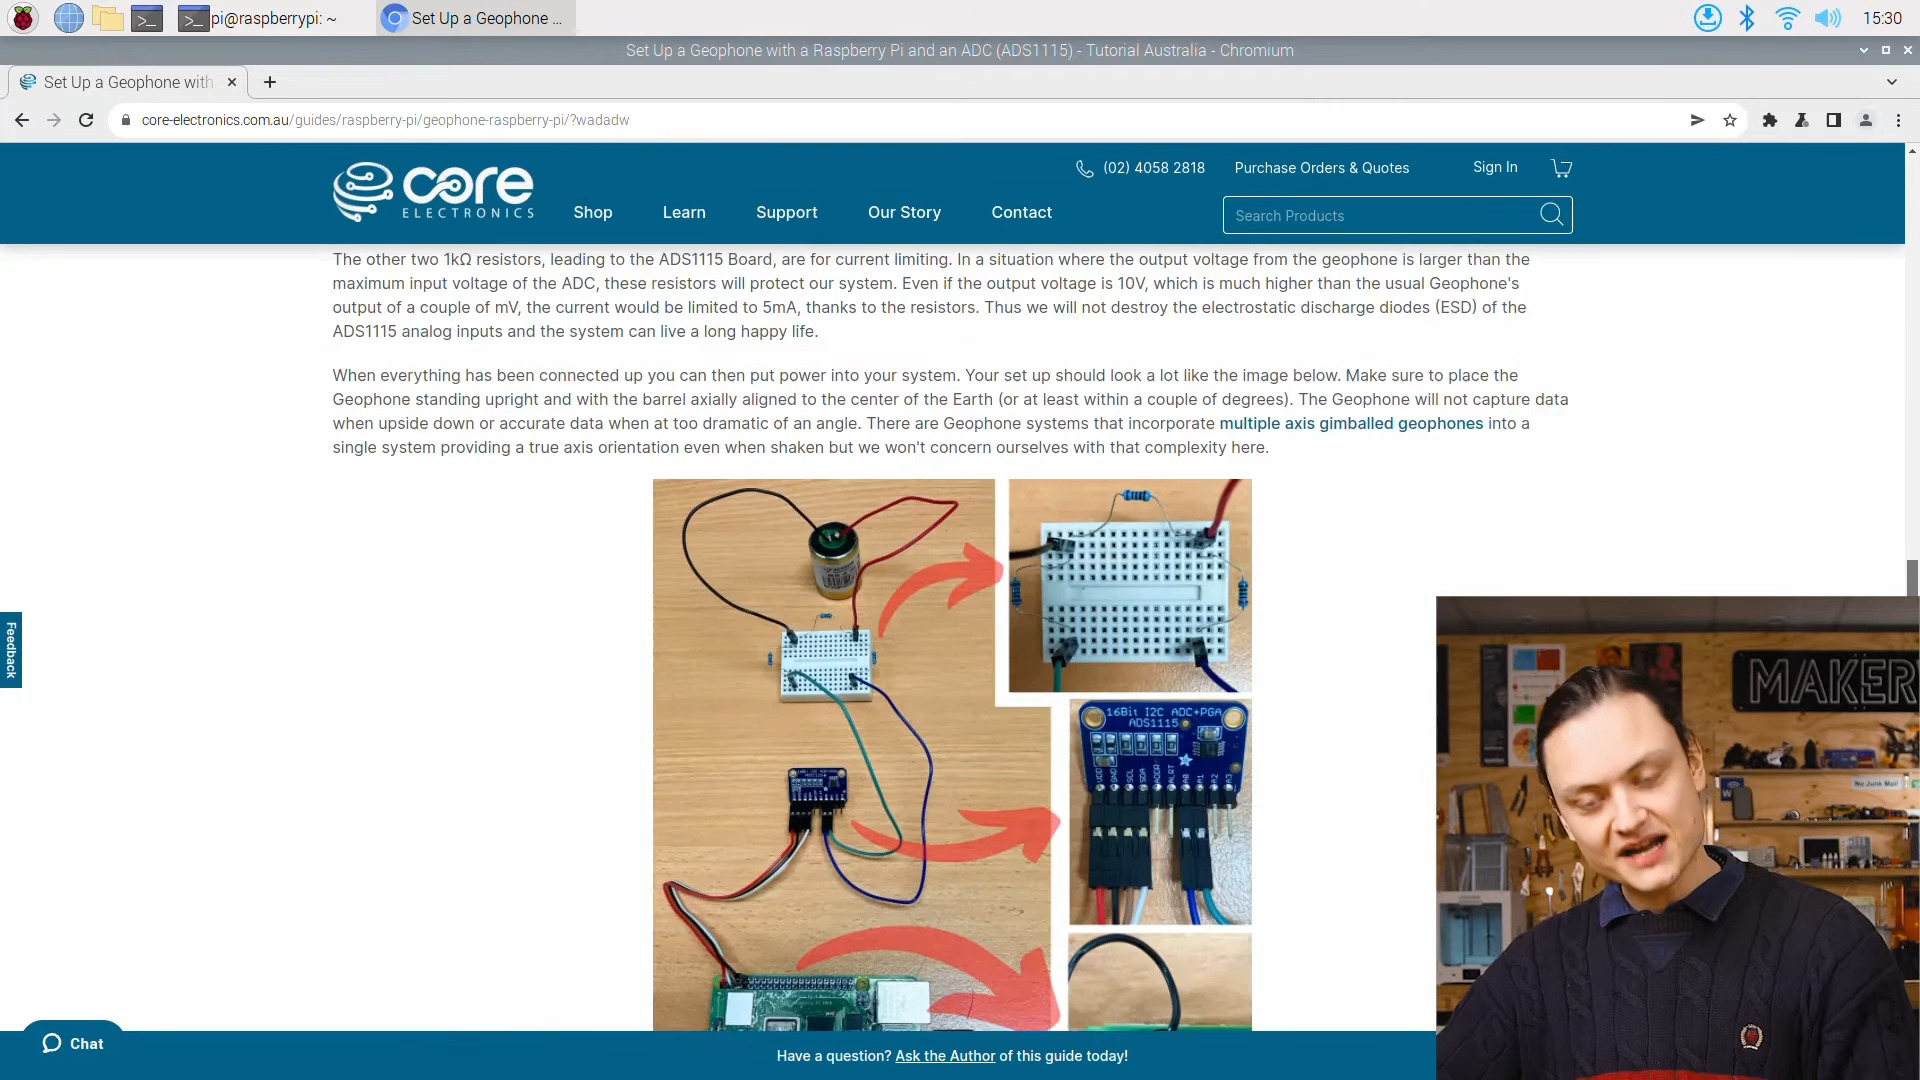 pi@raspberrypi: ~
Set Up a Geophone ...
15:30
Set Up a Geophone with a Raspberry Pi and an ADC (ADS1115) - Tutorial Australia - Chromium
Set Up a Geophone with
core-electronics.com.au/guides/raspberry-pi/geophone-raspberry-pi/?wadadw
core
ELECTRONICS
(02) 4058 2818
Purchase Orders & Quotes
Sign In
Shop
Learn
Support
Our Story
Contact
Search Products
The other two 1kΩ resistors, leading to the ADS1115 Board, are for current limiting. In a situation where the output voltage from the geophone is larger than the
maximum input voltage of the ADC, these resistors will protect our system. Even if the output voltage is 10V, which is much higher than the usual Geophone's
output of a couple of mV, the current would be limited to 5mA, thanks to the resistors. Thus we will not destroy the electrostatic discharge diodes (ESD) of the
ADS1115 analog inputs and the system can live a long happy life.
When everything has been connected up you can then put power into your system. Your set up should look a lot like the image below. Make sure to place the
Geophone standing upright and with the barrel axially aligned to the center of the Earth (or at least within a couple of degrees). The Geophone will not capture data
when upside down or accurate data when at too dramatic of an angle. There are Geophone systems that incorporate multiple axis gimballed geophones into a
single system providing a true axis orientation even when shaken but we won't concern ourselves with that complexity here.
16Bit I2C ADC+PGA
ADS1115
VDD
GND
SCL
SDA
ADDR
ALRT
A0
A1
A2
A3
Feedback
MAKER
No Junk Mail
Chat
Have a question? Ask the Author of this guide today!